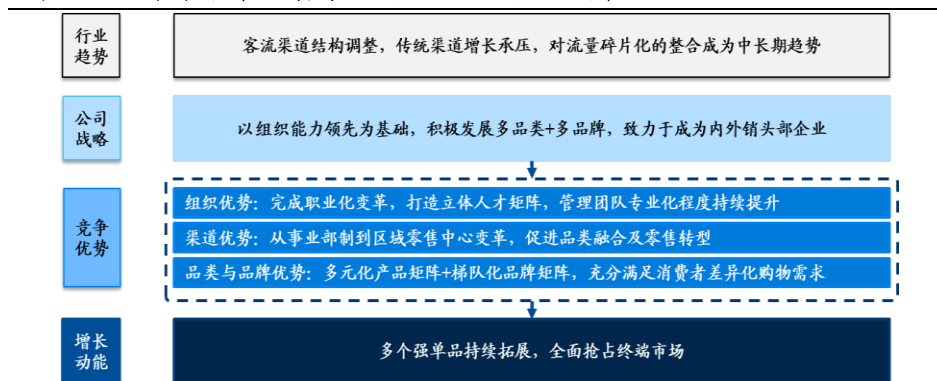 行业
趋势
客流渠道结构调整，传统渠道增长承压，对流量碎片化的整合成为中长期趋势
公司
战略
以组织能力领先为基础，积极发展多品类+多品牌，致力于成为内外销头部企业
竞争
优势
组织优势：完成职业化变革，打造立体人才矩阵，管理团队专业化程度持续提升
渠道优势：从事业部制到区域零售中心变革，促进品类融合及零售转型
品类与品牌优势：多元化产品矩阵+梯队化品牌矩阵，充分满足消费者差异化购物需求
增长
动能
多个强单品持续拓展，全面抢占终端市场